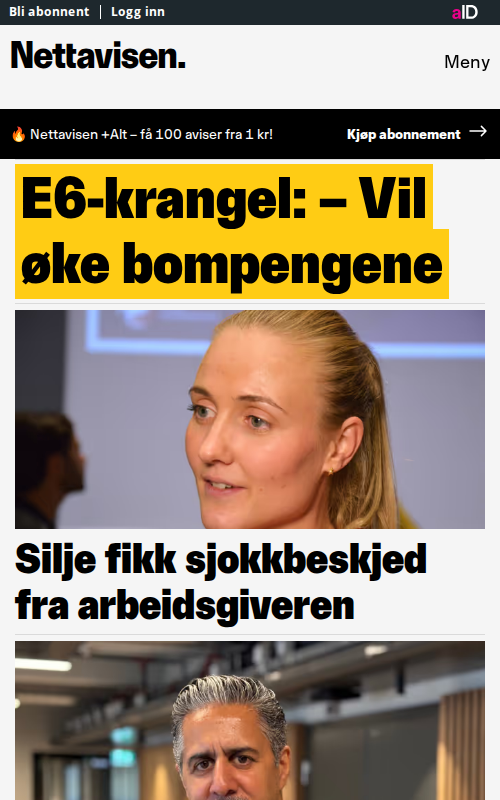 Bli abonnent | Logg inn
aID
Nettavisen.
Meny
🔥 Nettavisen +Alt – få 100 aviser fra 1 kr!
Kjøp abonnement →
E6-krangel: – Vil
øke bompengene
Silje fikk sjokkbeskjed
fra arbeidsgiveren